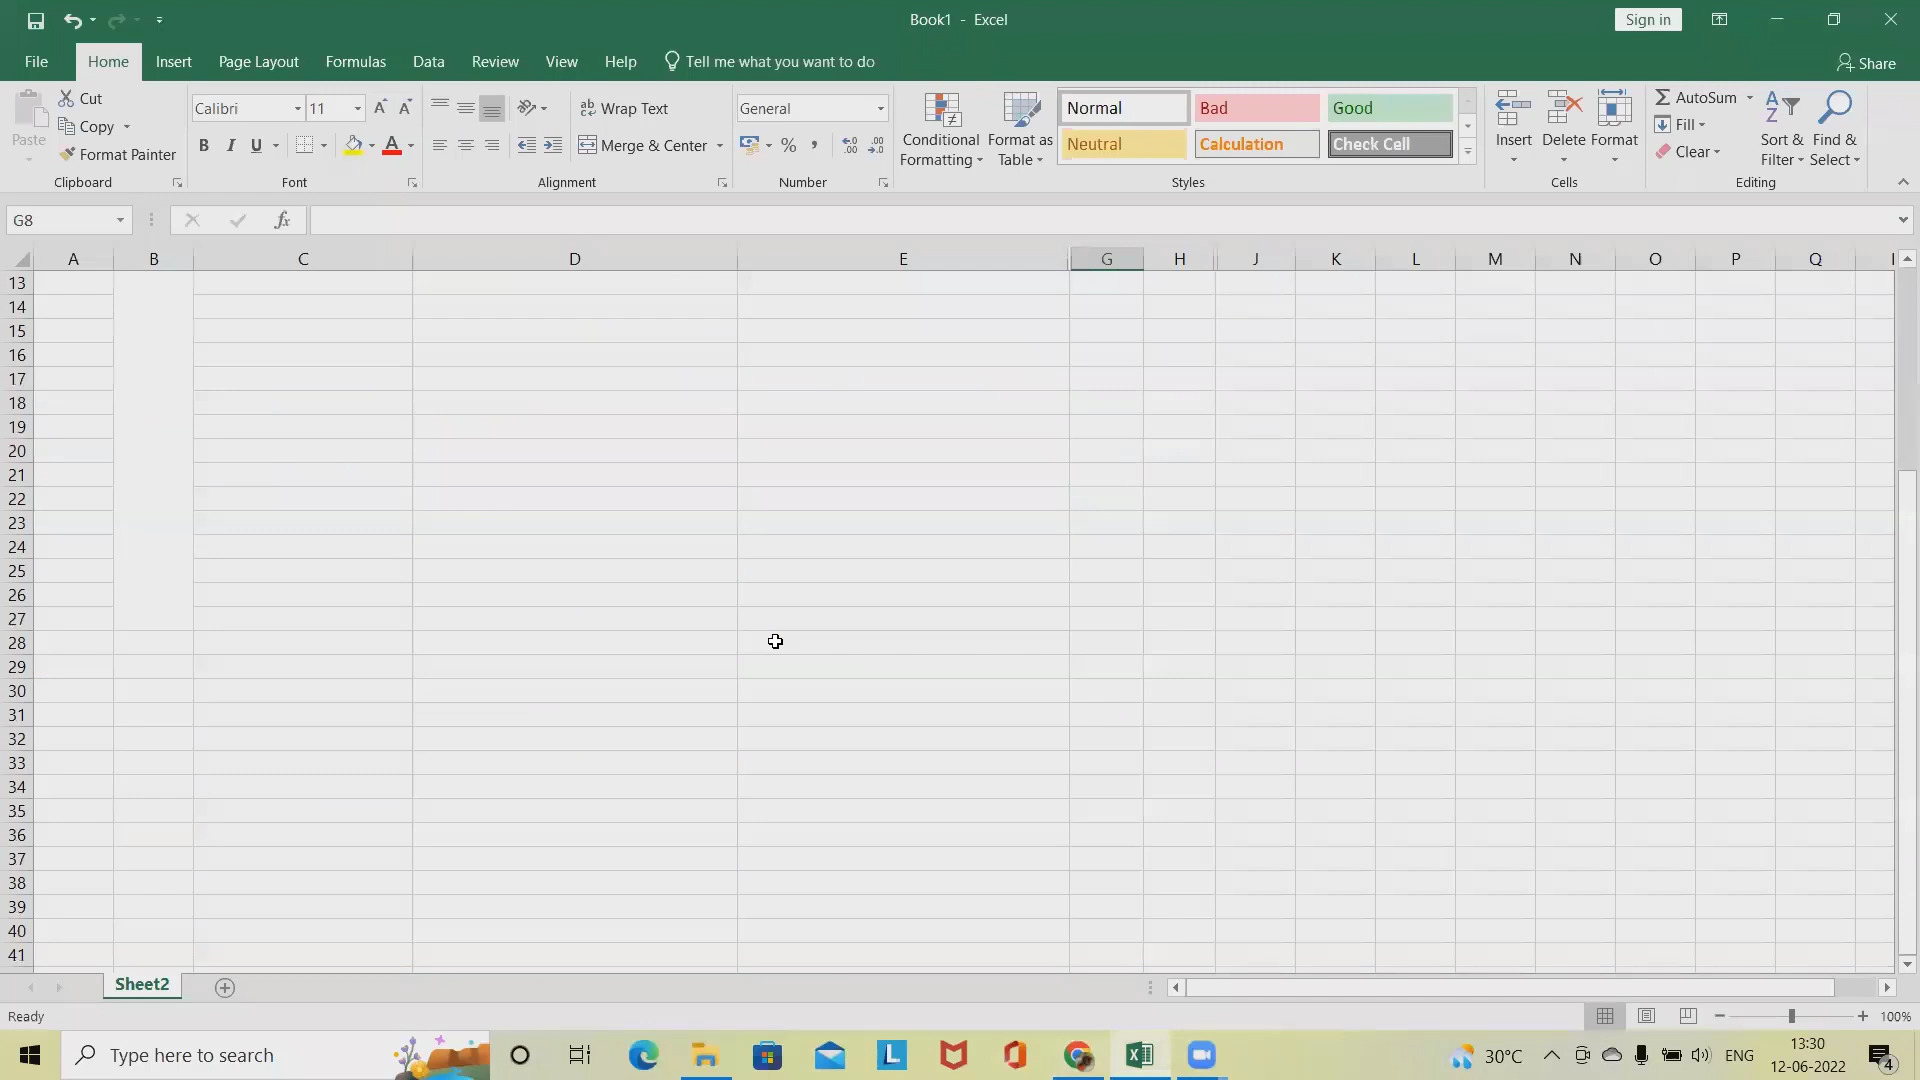 Book1 - Excel
Sign in
File Home Insert Page Layout Formulas Data Review View Help Tell me what you want to do
Share
Paste
Cut
Copy
Format Painter
Clipboard
Calibri 11
B I U
Font
Wrap Text
Merge & Center
Alignment
General
%
Number
Conditional Formatting
Format as Table
Normal Bad Good
Neutral Calculation Check Cell
Styles
Insert Delete Format
Cells
AutoSum
Fill
Clear
Sort & Filter
Find & Select
Editing
G8
fx
A B C D E G H J K L M N O P Q
13
14
15
16
17
18
19
20
21
22
23
24
25
26
27
28
29
30
31
32
33
34
35
36
37
38
39
40
41
Sheet2
Ready
100%
Type here to search
30°C
ENG
13:30
12-06-2022
4